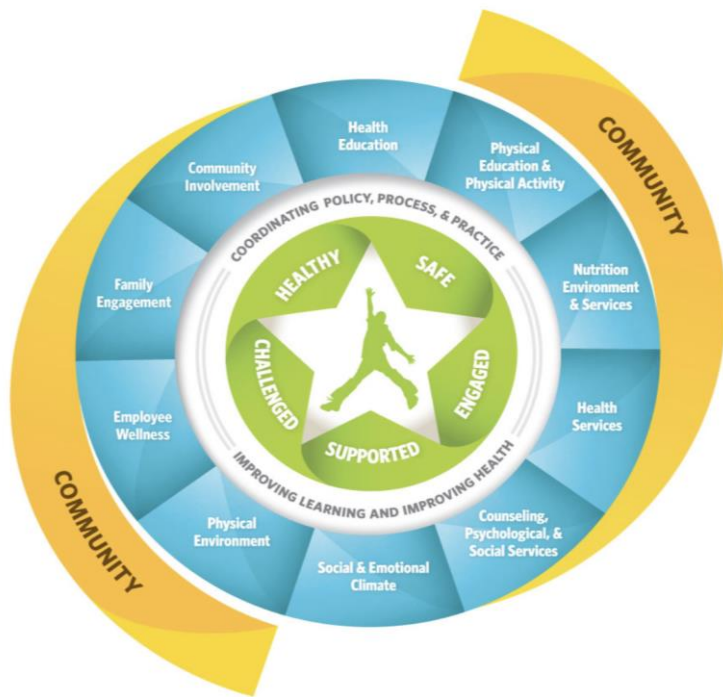 COMMUNITY
Health
Education
Physical
Education &
Physical Activity
Nutrition
Environment
& Services
Health
Services
Counseling,
Psychological, &
Social Services
Social & Emotional
Climate
Physical
Environment
Employee
Wellness
Family
Engagement
Community
Involvement
COORDINATING POLICY, PROCESS, & PRACTICE
IMPROVING LEARNING AND IMPROVING HEALTH
HEALTHY
SAFE
ENGAGED
SUPPORTED
CHALLENGED
COMMUNITY